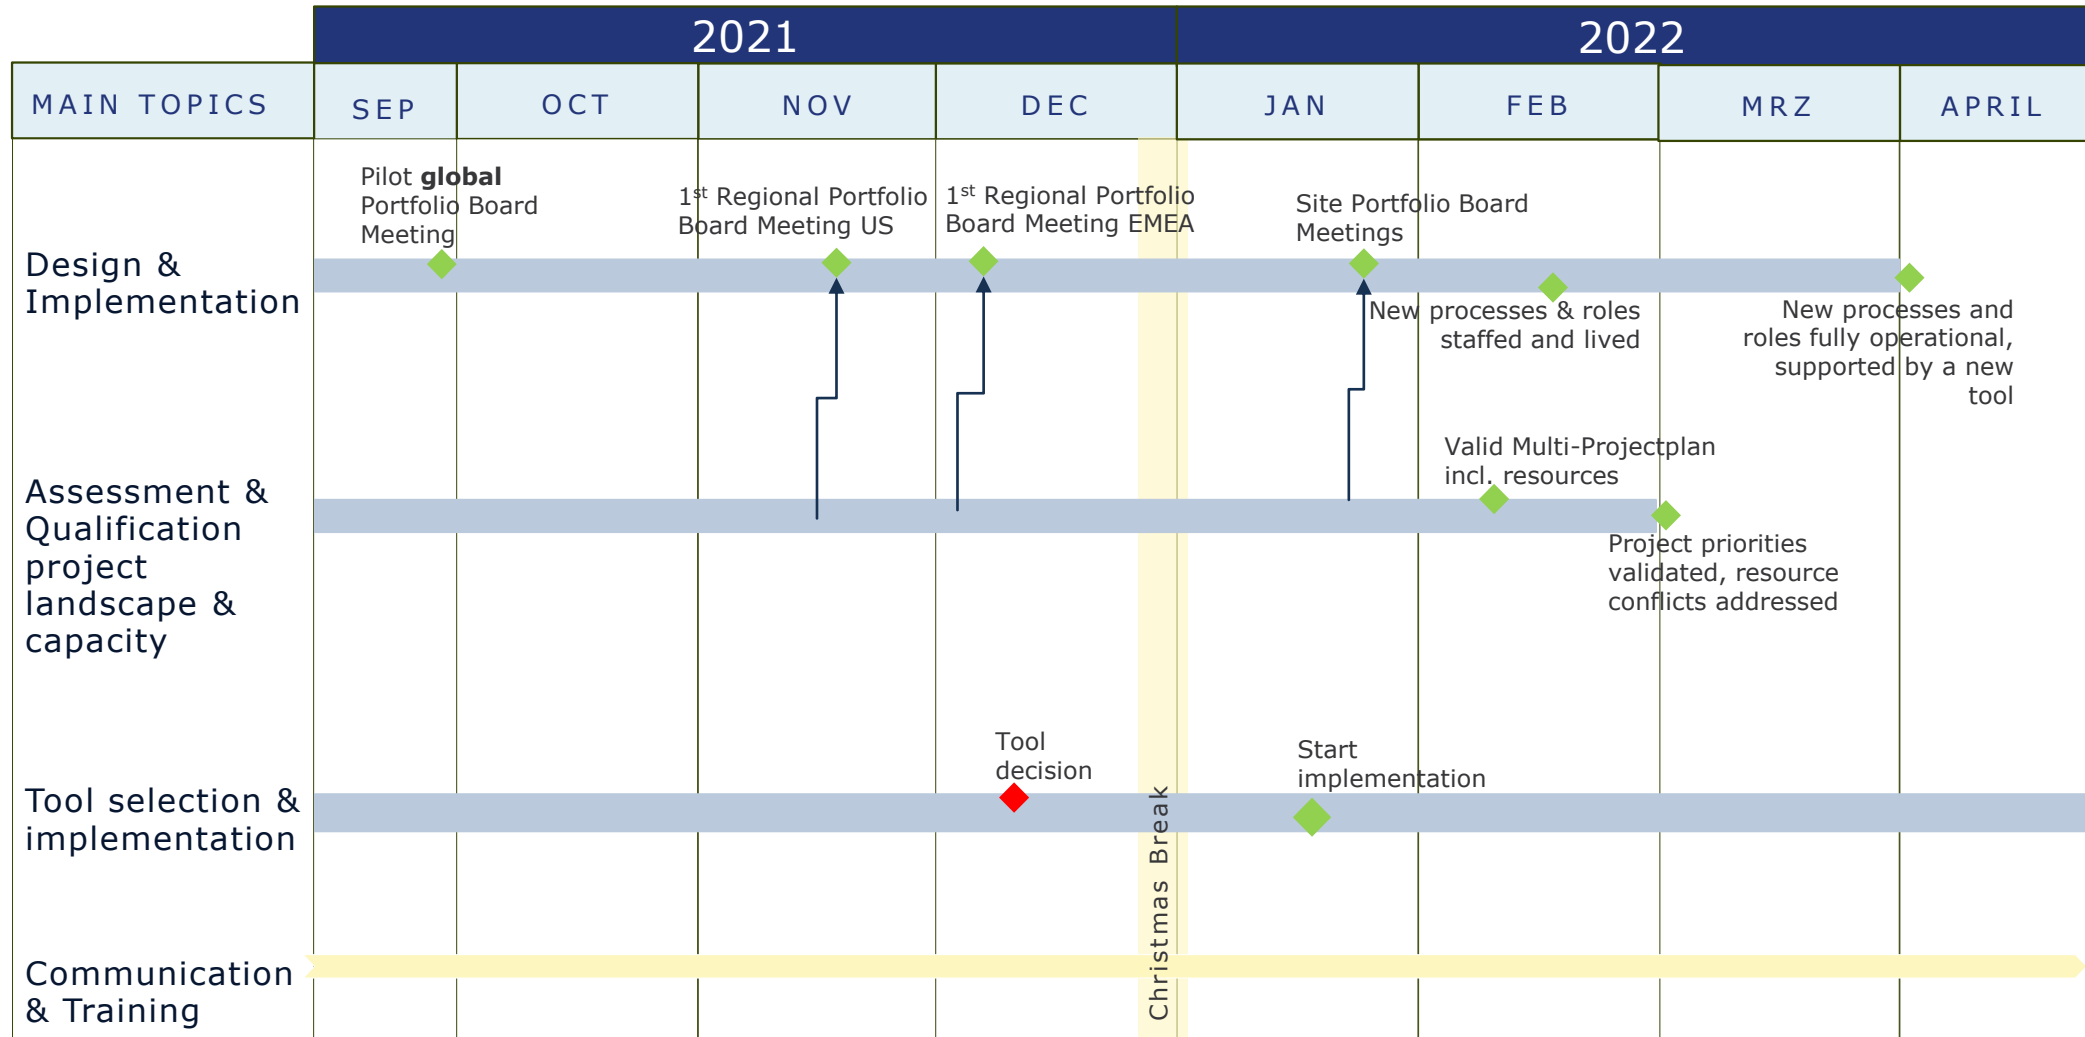 2021
2022
MAIN TOPICS
SEP
OCT
NOV
DEC
JAN
FEB
MRZ
APRIL
Pilot global
Portfolio Board
Meeting
1st Regional Portfolio
Board Meeting US
1st Regional Portfolio
Board Meeting EMEA
Site Portfolio Board
Meetings
Design &
Implementation
New processes & roles
staffed and lived
New processes and
roles fully operational,
supported by a new
tool
Valid Multi-Projectplan
incl. resources
Assessment &
Qualification
project
landscape &
capacity
Project priorities
validated, resource
conflicts addressed
Tool
decision
Start
implementation
Tool selection &
implementation
Christmas Break
Communication
& Training